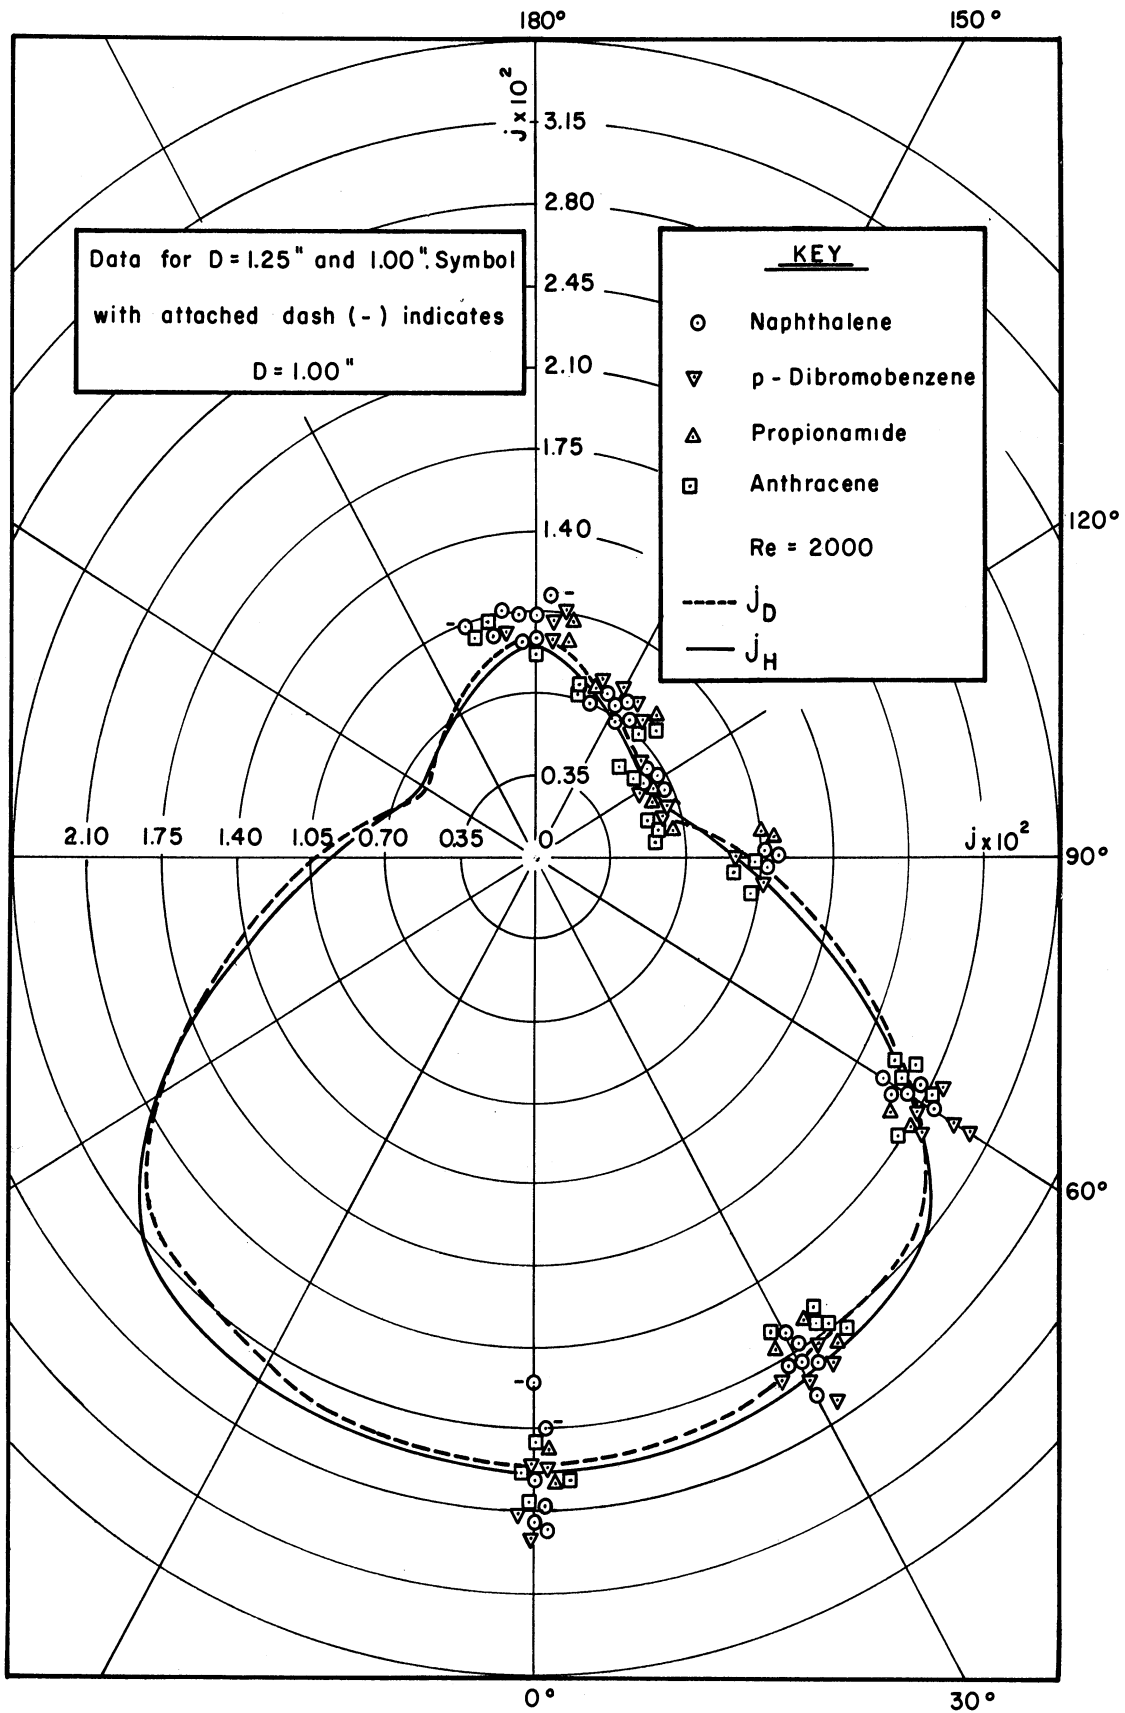 180°
150°
j x 10²
3.15
2.80
Data for D = 1.25" and 1.00". Symbol
with attached dash (-) indicates
D = 1.00"
2.45
2.10
1.75
1.40
KEY
Naphthalene
p - Dibromobenzene
Propionamide
Anthracene
Re = 2000
j_D
j_H
120°
0.35
2.10 1.75 1.40 1.05 0.70 0.35 0
j x 10²
90°
60°
0°
30°